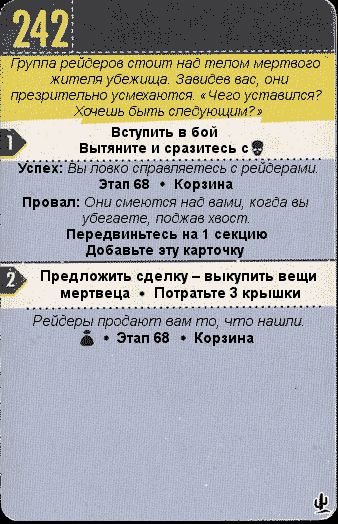 242
Группа рейдеров стоит над телом мертвого
жителя убежища. Завидев вас, они
презрительно усмехаются. «Чего уставился?
Хочешь быть следующим?»
1
Вступить в бой
Вытяните и сразитесь с
Успех: Вы ловко справляетесь с рейдерами.
Этап 68 • Корзина
Провал: Они смеются над вами, когда вы
убегаете, поджав хвост.
Передвиньтесь на 1 секцию
Добавьте эту карточку
2
Предложить сделку – выкупить вещи
мертвеца • Потратьте 3 крышки
Рейдеры продают вам то, что нашли.
• Этап 68 • Корзина